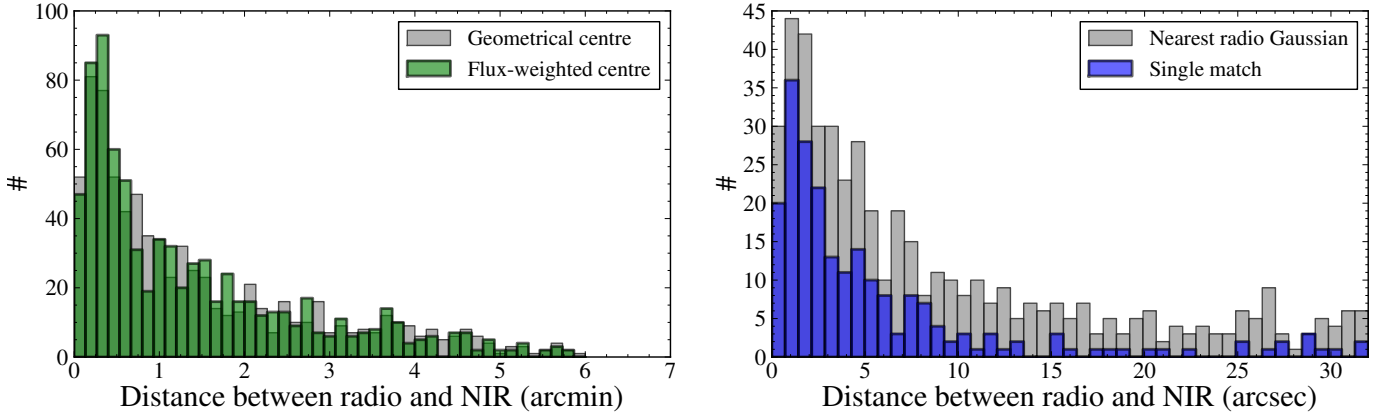 100
80
60
40
20
0
#
0 1 2 3 4 5 6 7
Distance between radio and NIR (arcmin)
Geometrical centre
Flux-weighted centre
45
40
35
30
25
20
15
10
5
0
#
0 5 10 15 20 25 30
Distance between radio and NIR (arcsec)
Nearest radio Gaussian
Single match